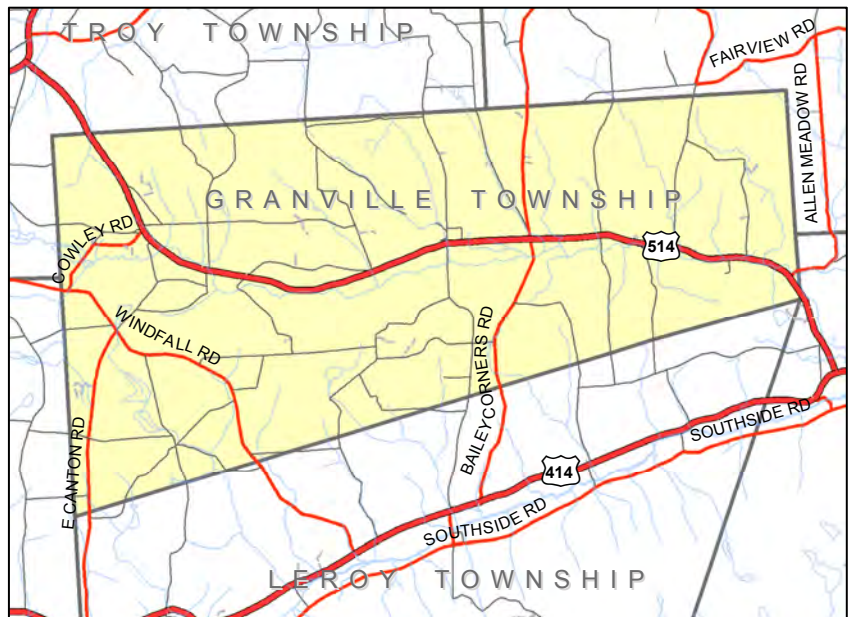 TROY TOWNSHIP
FAIRVIEW RD
ALLEN MEADOW RD
GRANVILLE TOWNSHIP
COWLEY RD
514
WINDFALL RD
BAILEYCORNERS RD
E CANTON RD
SOUTHSIDE RD
414
SOUTHSIDE RD
LEROY TOWNSHIP